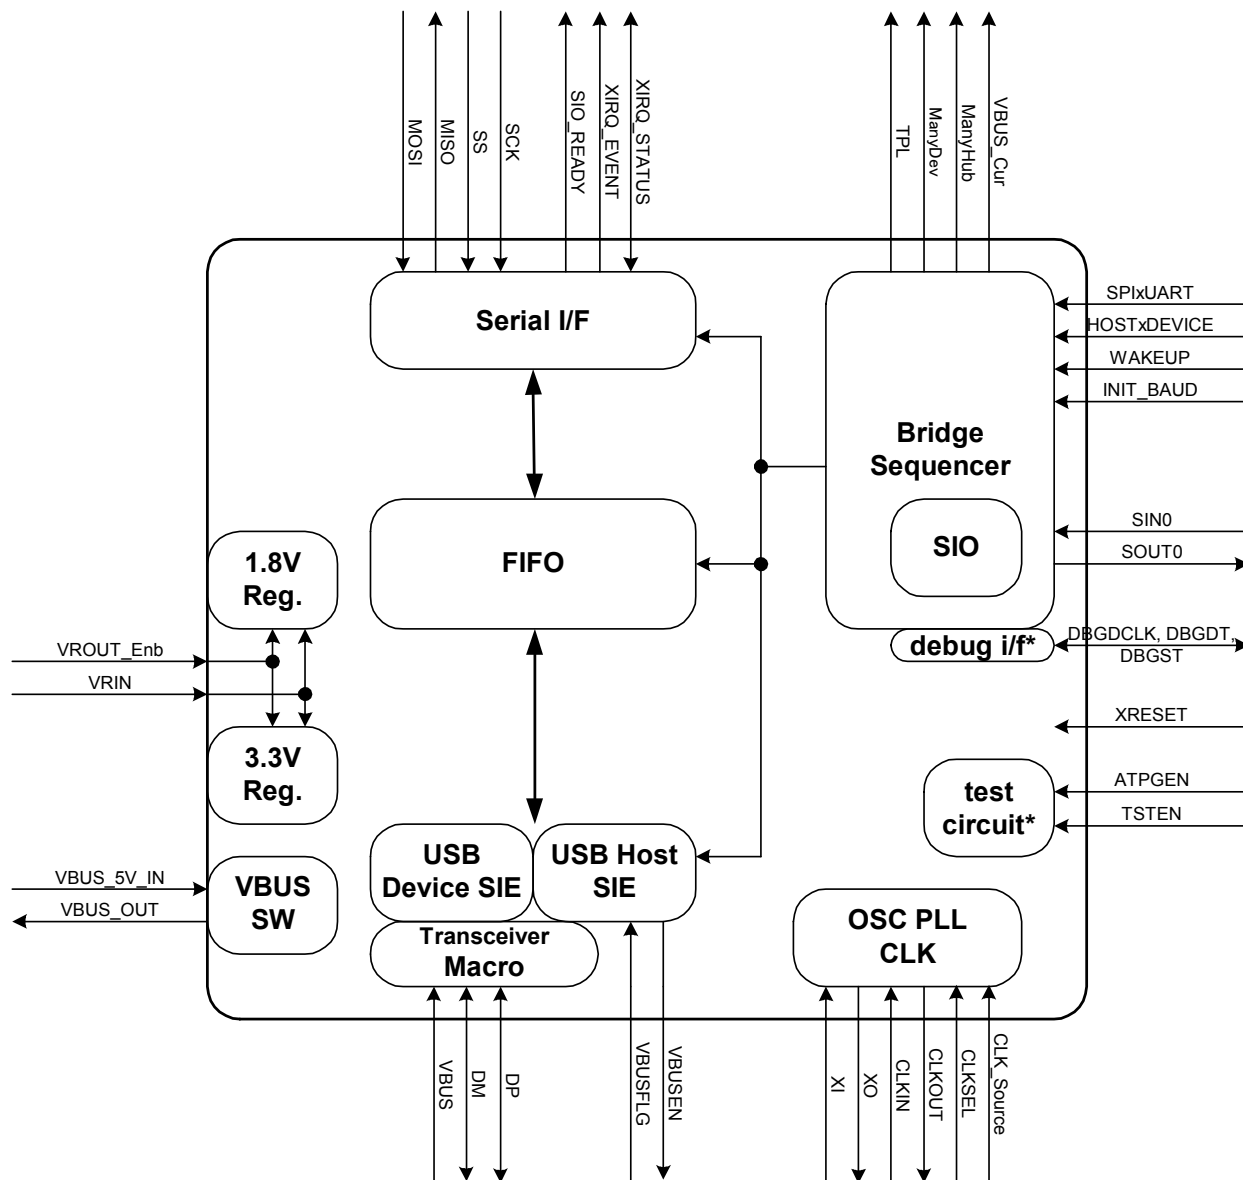 MOSI
MISO
SS
SCK
SIO_READY
XIRQ_EVENT
XIRQ_STATUS
TPL
ManyDev
ManyHub
VBUS_Cur
Serial I/F
SPIxUART
HOSTxDEVICE
WAKEUP
INIT_BAUD
Bridge
Sequencer
SIO
SIN0
SOUT0
FIFO
1.8V
Reg.
debug i/f*
DBGDCLK, DBGDT,
DBGST
VROUT_Enb
VRIN
3.3V
Reg.
XRESET
test
circuit*
ATPGEN
TSTEN
USB
Device SIE
USB Host
SIE
VBUS_5V_IN
VBUS_OUT
VBUS
SW
Transceiver
Macro
OSC PLL
CLK
VBUS
DM
DP
VBUSFLG
VBUSEN
XI
XO
CLKIN
CLKOUT
CLKSEL
CLK_Source